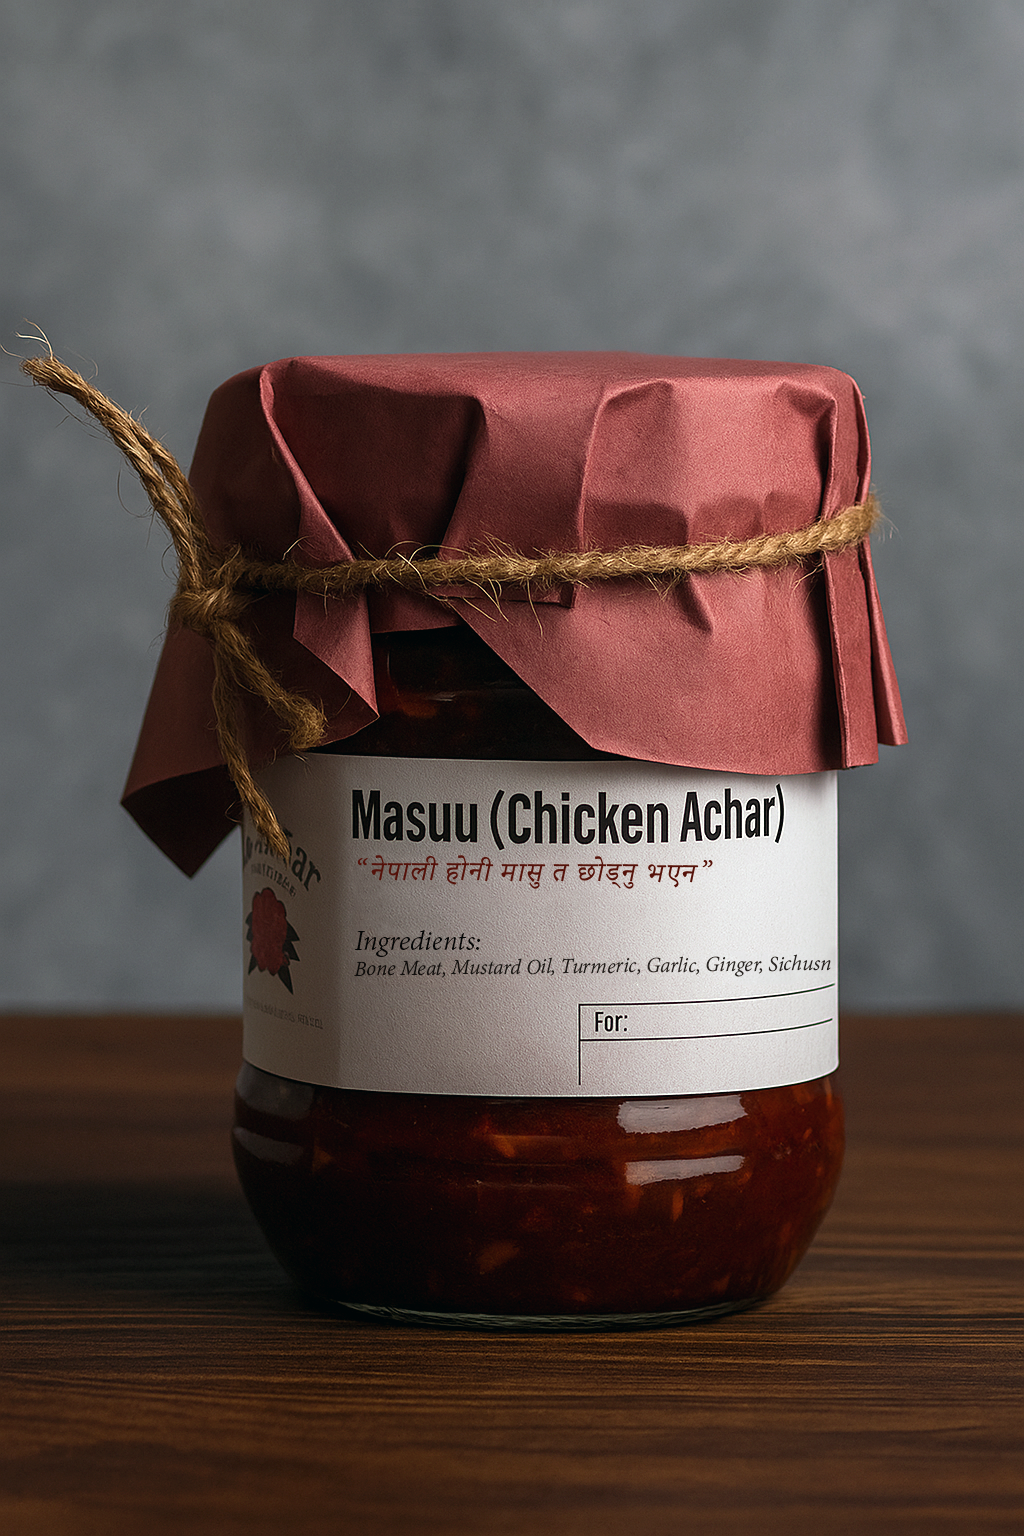 Masuu (Chicken Achar)
“नेपाली होनी मासु त छोड्नु भएन”
Ingredients:
Bone Meat, Mustard Oil, Turmeric, Garlic, Ginger, Sichusn
For: